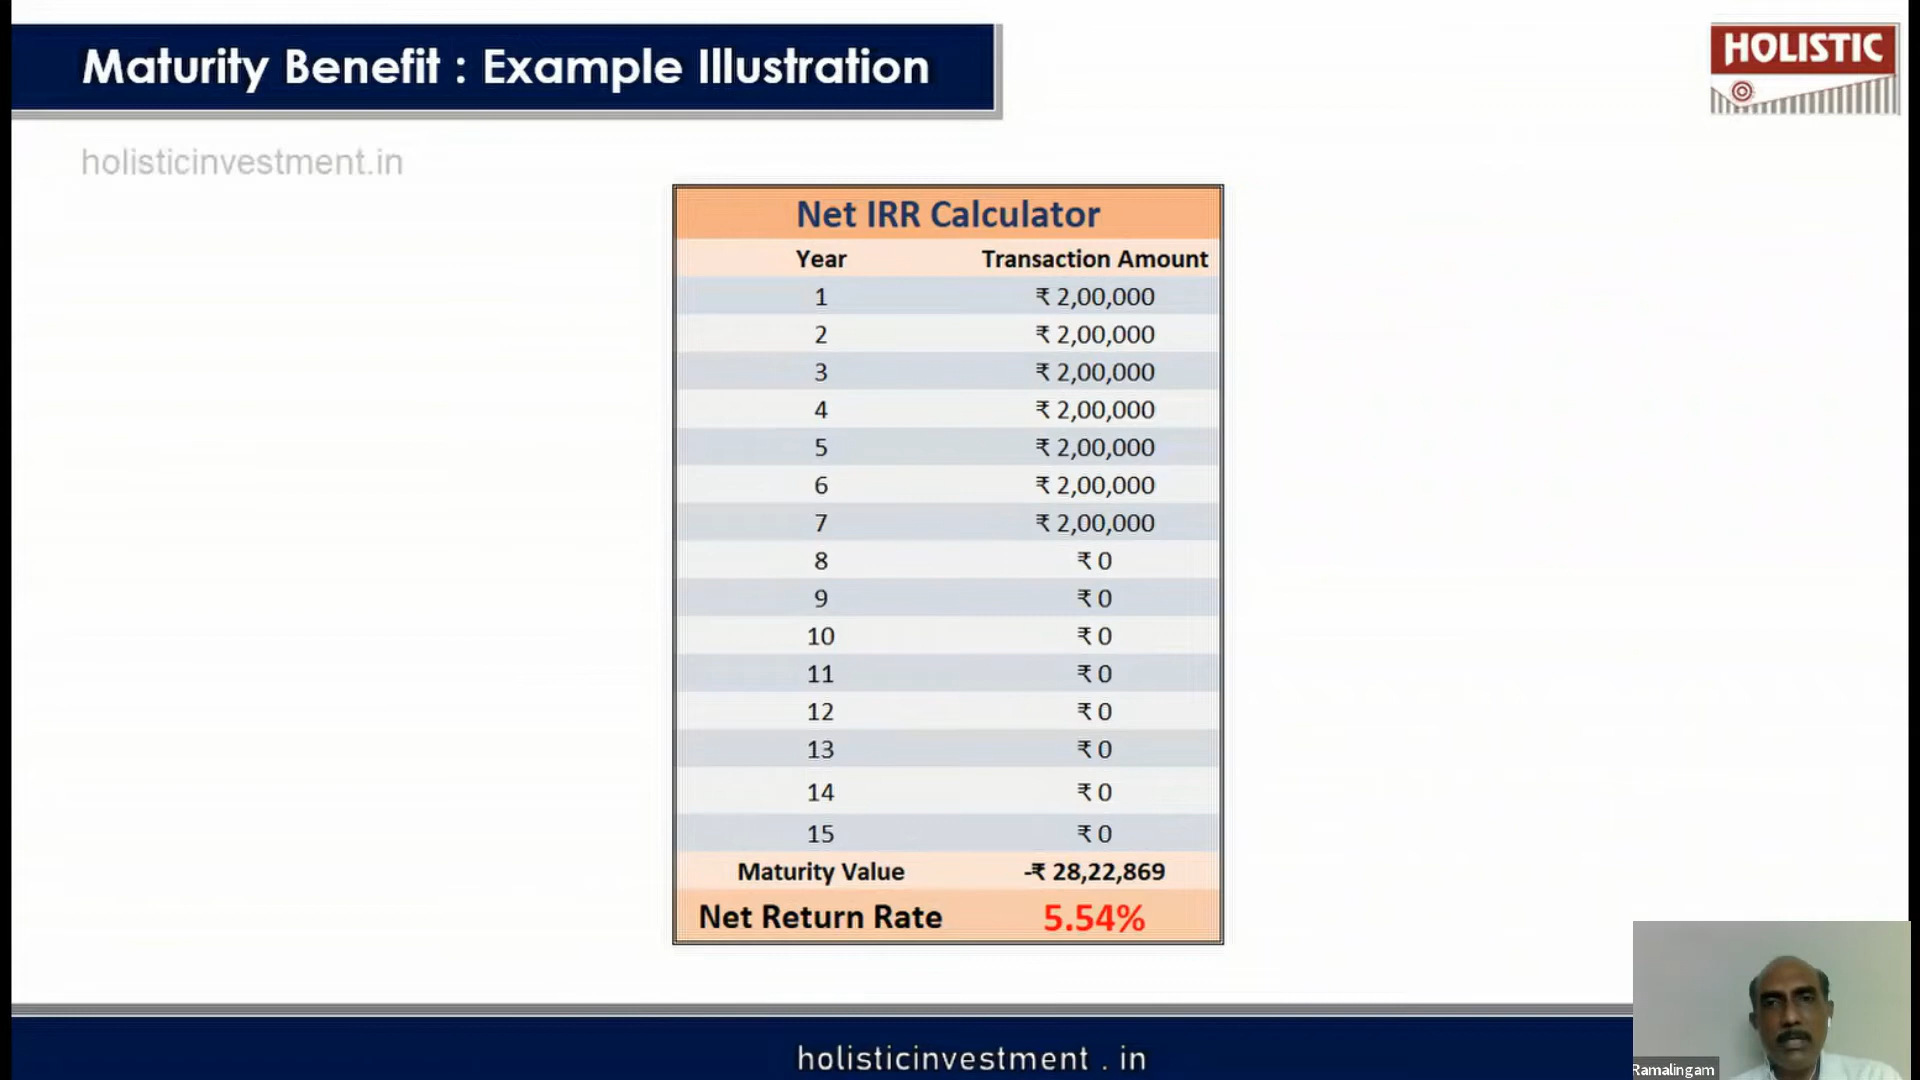 Maturity Benefit : Example Illustration
HOLISTIC
holisticinvestment.in
Net IRR Calculator
Year Transaction Amount
1 ₹ 2,00,000
2 ₹ 2,00,000
3 ₹ 2,00,000
4 ₹ 2,00,000
5 ₹ 2,00,000
6 ₹ 2,00,000
7 ₹ 2,00,000
8 ₹ 0
9 ₹ 0
10 ₹ 0
11 ₹ 0
12 ₹ 0
13 ₹ 0
14 ₹ 0
15 ₹ 0
Maturity Value -₹ 28,22,869
Net Return Rate 5.54%
holisticinvestment . in
Ramalingam